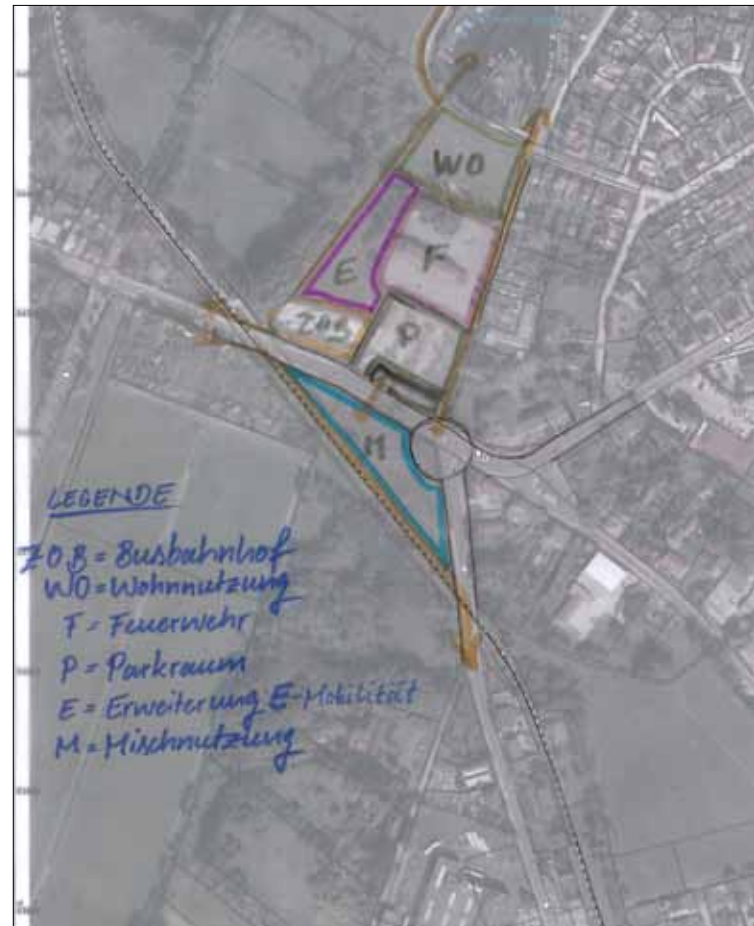 WO
E
F
ZOB
P
M
LEGENDE
ZOB = Busbahnhof
WO = Wohnnutzung
F = Feuerwehr
P = Parkraum
E = Erweiterung E-Mobilität
M = Mischnutzung